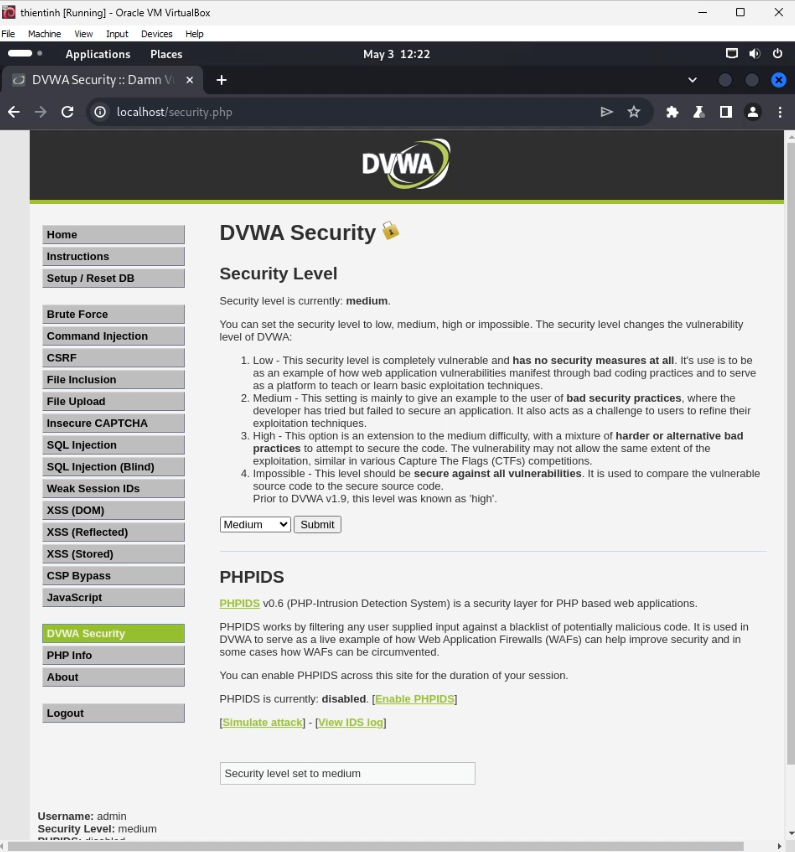 thientinh [Running] - Oracle VM VirtualBox
File Machine View Input Devices Help
Applications Places May 3 12:22
DVWA Security :: Damn V
localhost/security.php
DVWA
Home
Instructions
Setup / Reset DB
Brute Force
Command Injection
CSRF
File Inclusion
File Upload
Insecure CAPTCHA
SQL Injection
SQL Injection (Blind)
Weak Session IDs
XSS (DOM)
XSS (Reflected)
XSS (Stored)
CSP Bypass
JavaScript
DVWA Security
PHP Info
About
Logout
DVWA Security
Security Level
Security level is currently: medium.
You can set the security level to low, medium, high or impossible. The security level changes the vulnerability
level of DVWA:
1. Low - This security level is completely vulnerable and has no security measures at all. It's use is to be
as an example of how web application vulnerabilities manifest through bad coding practices and to serve
as a platform to teach or learn basic exploitation techniques.
2. Medium - This setting is mainly to give an example to the user of bad security practices, where the
developer has tried but failed to secure an application. It also acts as a challenge to users to refine their
exploitation techniques.
3. High - This option is an extension to the medium difficulty, with a mixture of harder or alternative bad
practices to attempt to secure the code. The vulnerability may not allow the same extent of the
exploitation, similar in various Capture The Flags (CTFs) competitions.
4. Impossible - This level should be secure against all vulnerabilities. It is used to compare the vulnerable
source code to the secure source code.
Prior to DVWA v1.9, this level was known as 'high'.
Medium Submit
PHPIDS
PHPIDS v0.6 (PHP-Intrusion Detection System) is a security layer for PHP based web applications.
PHPIDS works by filtering any user supplied input against a blacklist of potentially malicious code. It is used in
DVWA to serve as a live example of how Web Application Firewalls (WAFs) can help improve security and in
some cases how WAFs can be circumvented.
You can enable PHPIDS across this site for the duration of your session.
PHPIDS is currently: disabled. [Enable PHPIDS]
[Simulate attack] - [View IDS log]
Security level set to medium
Username: admin
Security Level: medium
PHPIDS: disabled